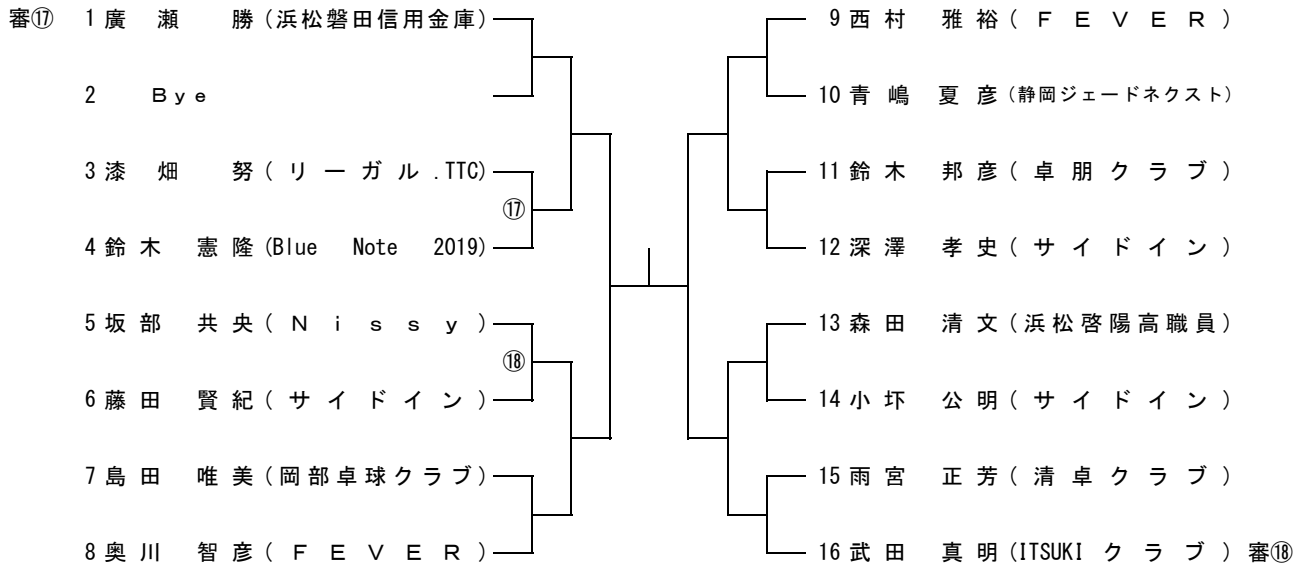 審⑰ 1 廣瀬 勝(浜松磐田信用金庫)
2 Bye
3 漆畑 努(リーガル.TTC)
⑰
4 鈴木 憲隆(Blue Note 2019)
5 坂部 共央(Nissy)
⑱
6 藤田 賢紀(サイドイン)
7 島田 唯美(岡部卓球クラブ)
8 奥川 智彦(FEVER)
9 西村 雅裕(FEVER)
10 青嶋 夏彦(静岡ジェードネクスト)
11 鈴木 邦彦(卓朋クラブ)
12 深澤 孝史(サイドイン)
13 森田 清文(浜松啓陽高職員)
14 小坏 公明(サイドイン)
15 雨宮 正芳(清卓クラブ)
16 武田 真明(ITSUKI クラブ) 審⑱